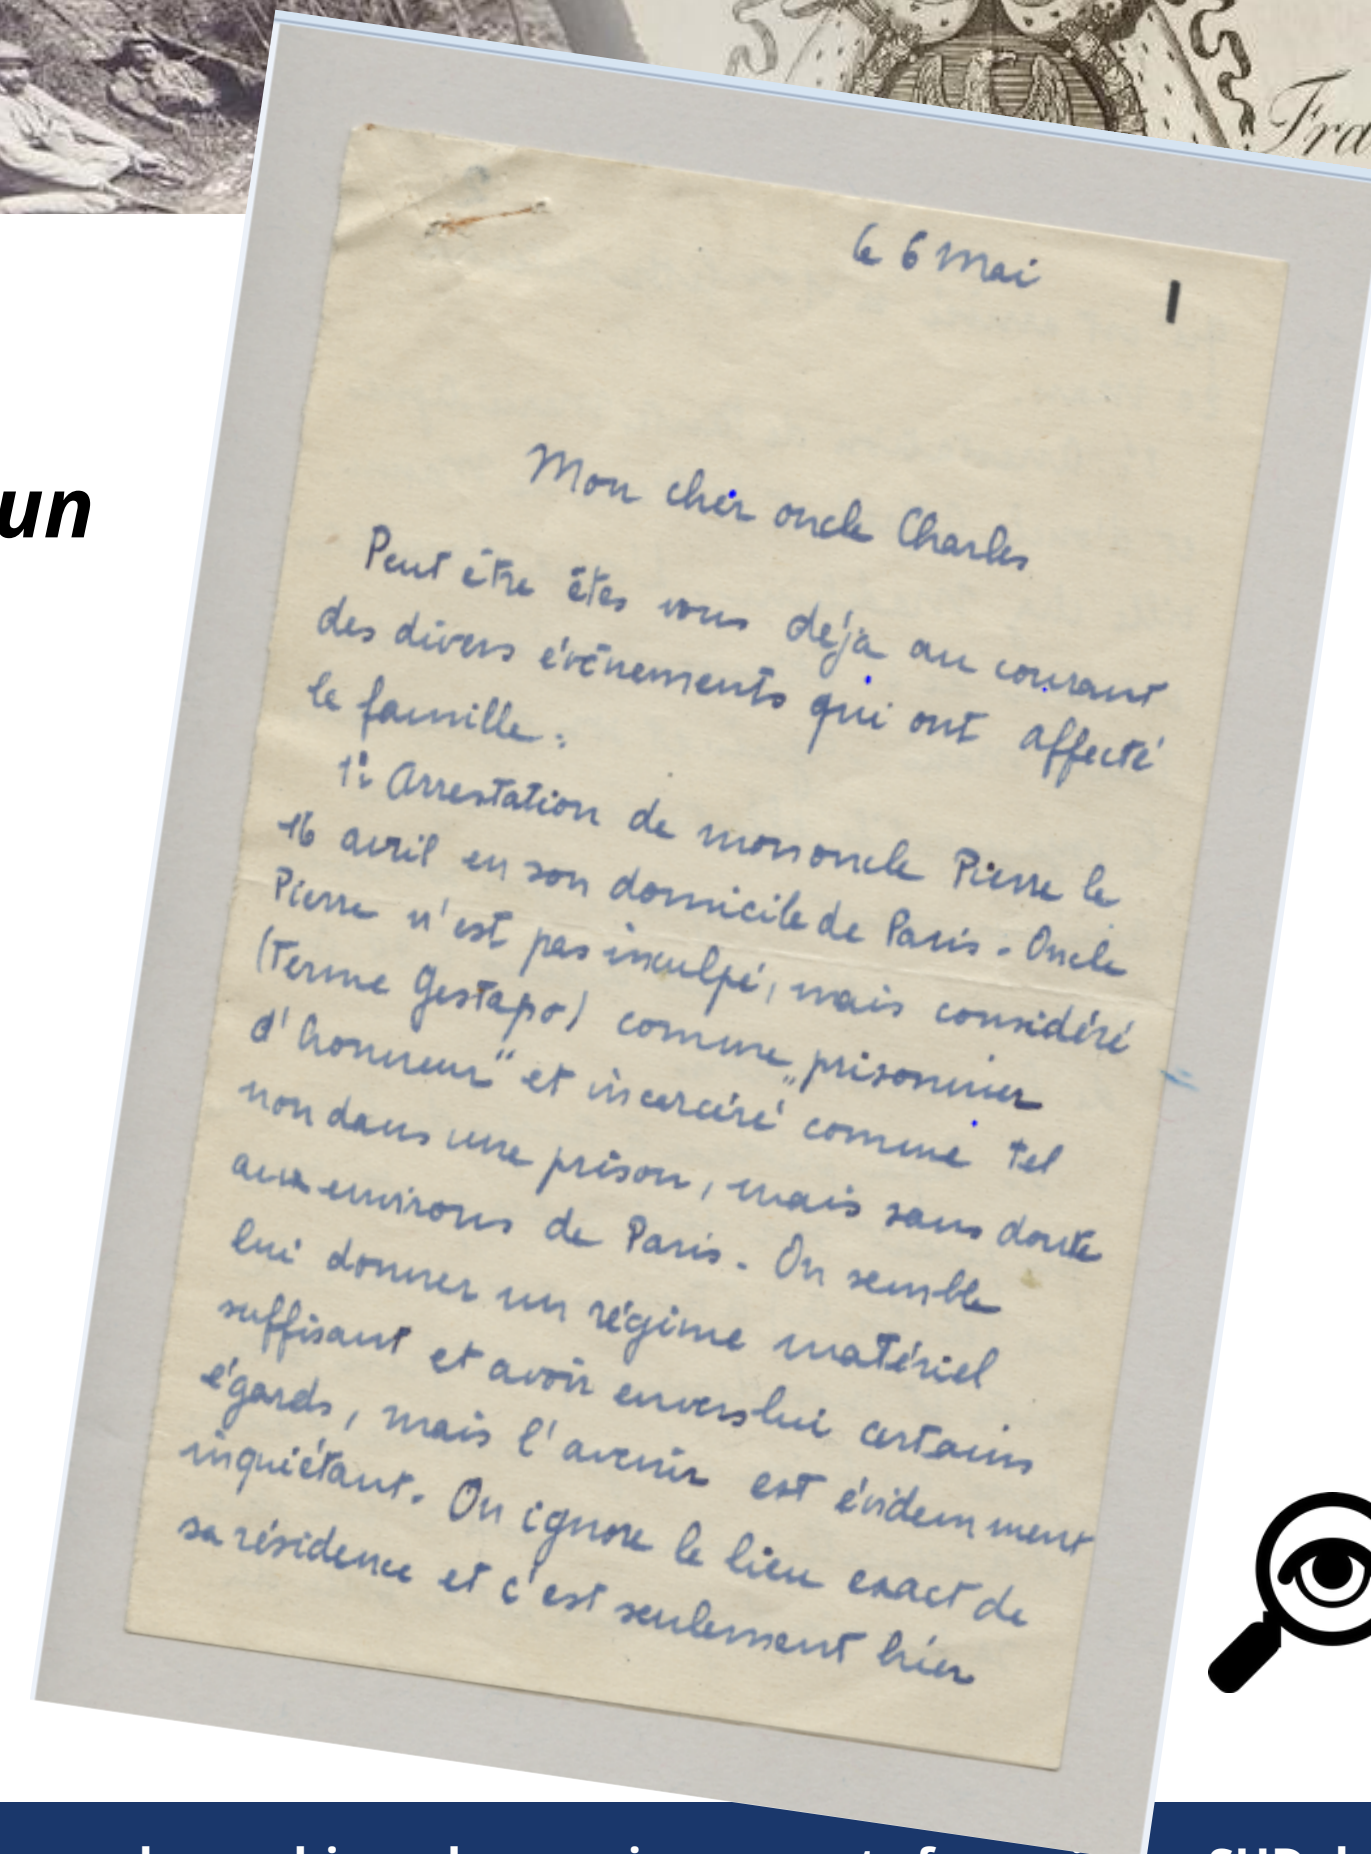 Fra
un
le 6 Mai
Mon cher oncle Charles
Peut être êtes vous déjà au courant
des divers événements qui ont affecté
la famille :
1: Arrestation de mon oncle Pierre le
16 avril en son domicile de Paris - Oncle
Pierre n'est pas inculpé, mais considéré
(terme Gestapo) comme „prisonnier
d'honneur" et incarcéré comme tel
non dans une prison, mais sans doute
aux environs de Paris - On semble
lui donner un régime matériel
suffisant et avoir envers lui certains
égards, mais l'avenir est évidemment
inquiétant. On ignore le lieu exact de
sa résidence et c'est seulement hier